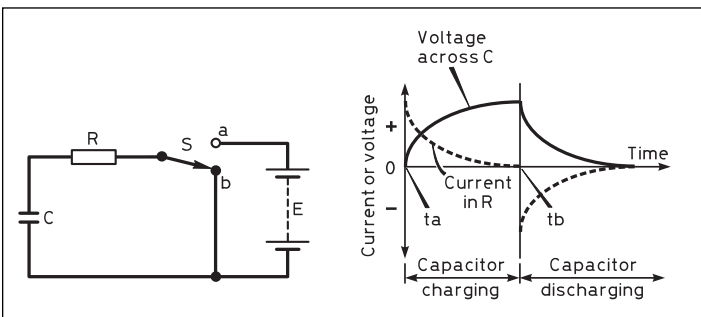 R
S
a
b
C
E
Voltage
across C
Current or voltage
+
0
−
Time
Current
in R
ta
tb
Capacitor
charging
Capacitor
discharging